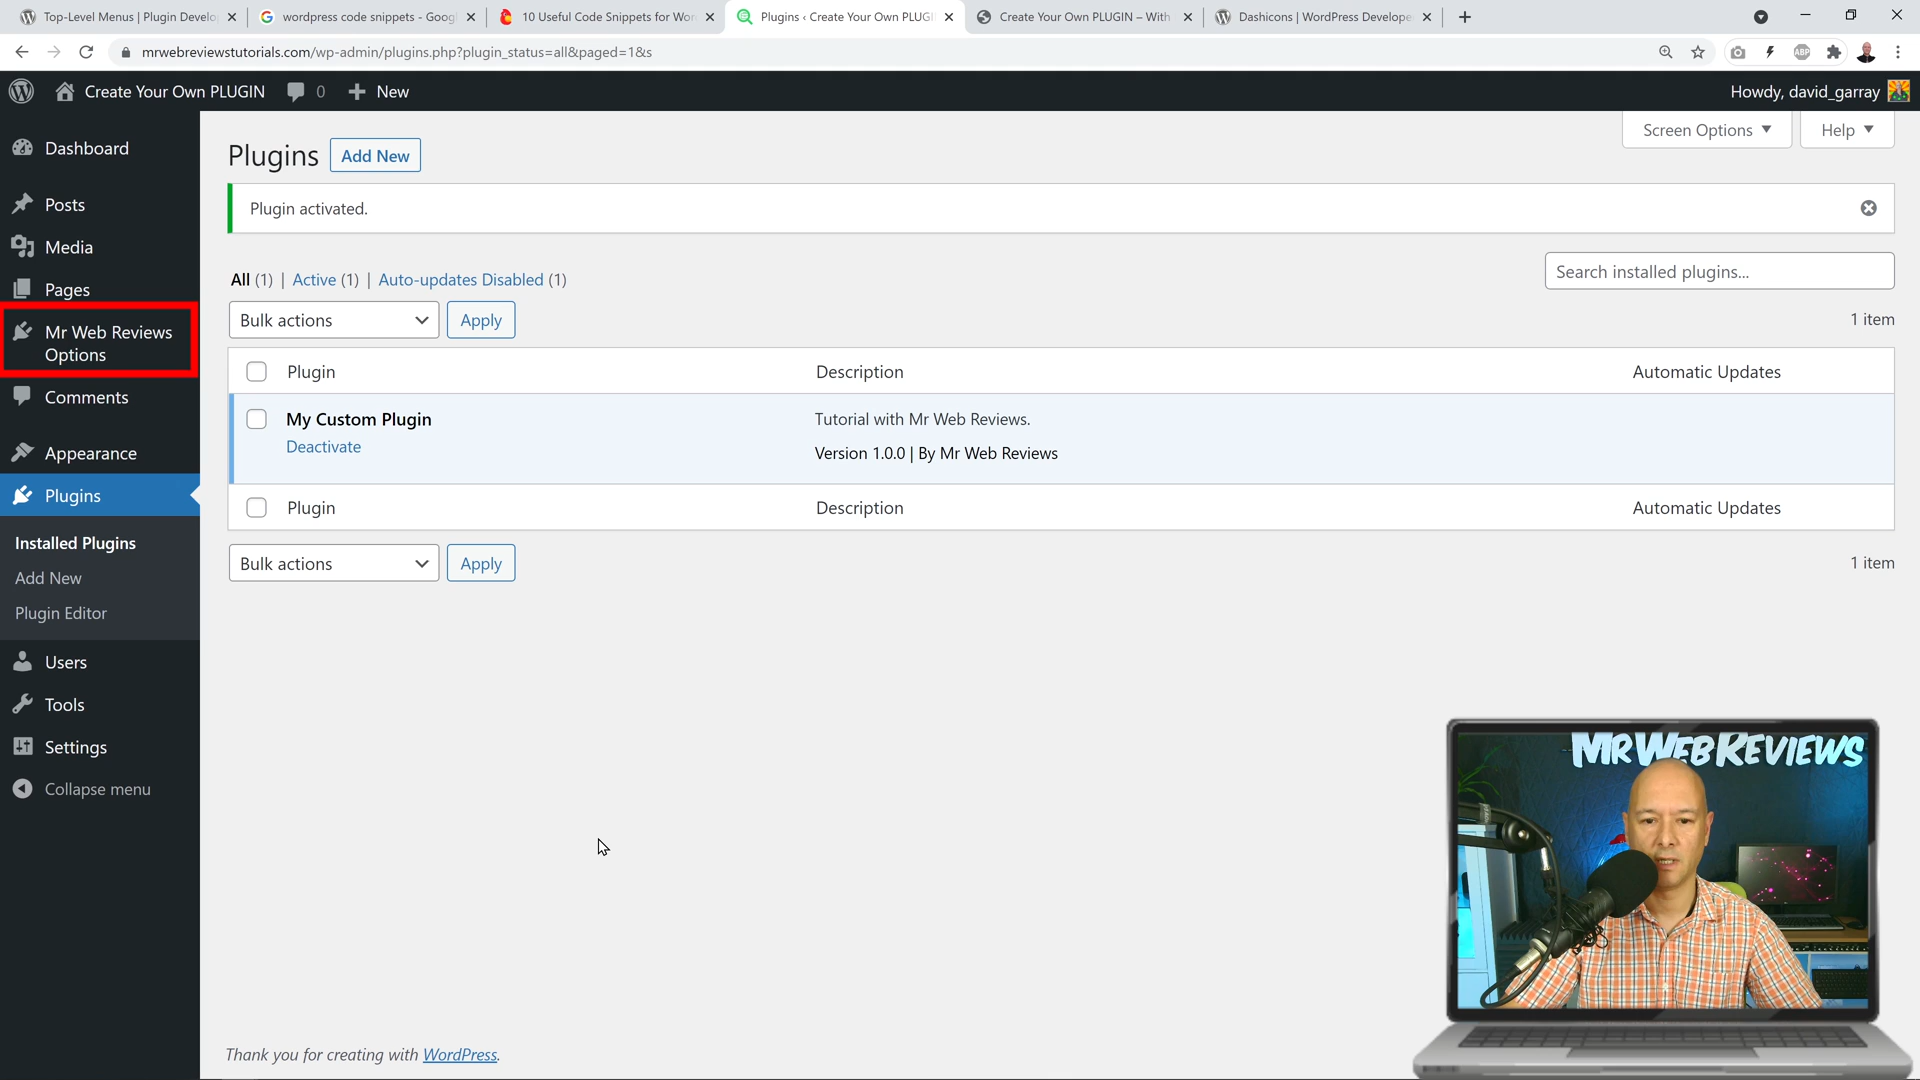 Top-Level Menus | Plugin Develo
wordpress code snippets - Goog
10 Useful Code Snippets for Wor
Plugins ‹ Create Your Own PLUGI
Create Your Own PLUGIN – With
Dashicons | WordPress Develope
mrwebreviewstutorials.com/wp-admin/plugins.php?plugin_status=all&paged=1&s
ABP
Create Your Own PLUGIN
0
New
Howdy, david_garray
Dashboard
Posts
Media
Pages
Mr Web Reviews
Options
Comments
Appearance
Plugins
Installed Plugins
Add New
Plugin Editor
Users
Tools
Settings
Collapse menu
Screen Options
Help
Plugins
Add New
Plugin activated.
All (1) | Active (1) | Auto-updates Disabled (1)
Search installed plugins...
Bulk actions
Apply
1 item
Plugin
Description
Automatic Updates
My Custom Plugin
Deactivate
Tutorial with Mr Web Reviews.
Version 1.0.0 | By Mr Web Reviews
Plugin
Description
Automatic Updates
Bulk actions
Apply
1 item
MRWEBREVIEWS
Thank you for creating with WordPress.